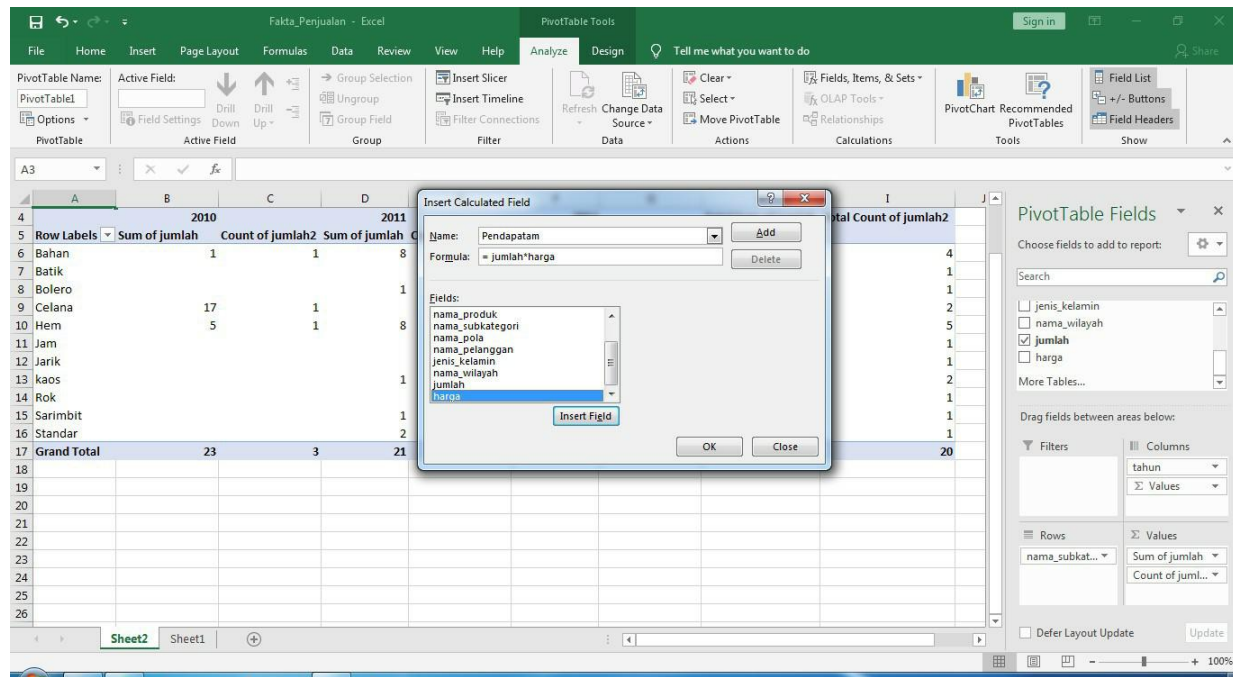 Fakta_Penjualan - Excel
PivotTable Tools
Sign in
File Home Insert Page Layout Formulas Data Review View Help Analyze Design Tell me what you want to do Share
PivotTable Name:
PivotTable1
Options
PivotTable
Active Field:
Field Settings
Drill Down
Drill Up
Active Field
Group Selection
Ungroup
Group Field
Group
Insert Slicer
Insert Timeline
Filter Connections
Filter
Refresh
Change Data Source
Data
Clear
Select
Move PivotTable
Actions
Fields, Items, & Sets
OLAP Tools
Relationships
Calculations
PivotChart
Recommended PivotTables
Tools
Field List
+/- Buttons
Field Headers
Show
A3 fx
A B C D I J
4 2010 2011 otal Count of jumlah2
5 Row Labels Sum of jumlah Count of jumlah2 Sum of jumlah C
6 Bahan 1 1 8 4
7 Batik 1
8 Bolero 1 1
9 Celana 17 1 2
10 Hem 5 1 8 5
11 Jam 1
12 Jarik 1
13 kaos 1 2
14 Rok 1
15 Sarimbit 1 1
16 Standar 2 1
17 Grand Total 23 3 21 20
18
19
20
21
22
23
24
25
26
Insert Calculated Field
Name: Pendapatam Add
Formula: = jumlah*harga Delete
Fields:
nama_produk
nama_subkategori
nama_pola
nama_pelanggan
jenis_kelamin
nama_wilayah
jumlah
harga
Insert Field
OK Close
PivotTable Fields
Choose fields to add to report:
Search
jenis_kelamin
nama_wilayah
jumlah
harga
More Tables...
Drag fields between areas below:
Filters
Columns
tahun
Σ Values
Rows
nama_subkat...
Σ Values
Sum of jumlah
Count of juml...
Defer Layout Update Update
Sheet2 Sheet1
100%